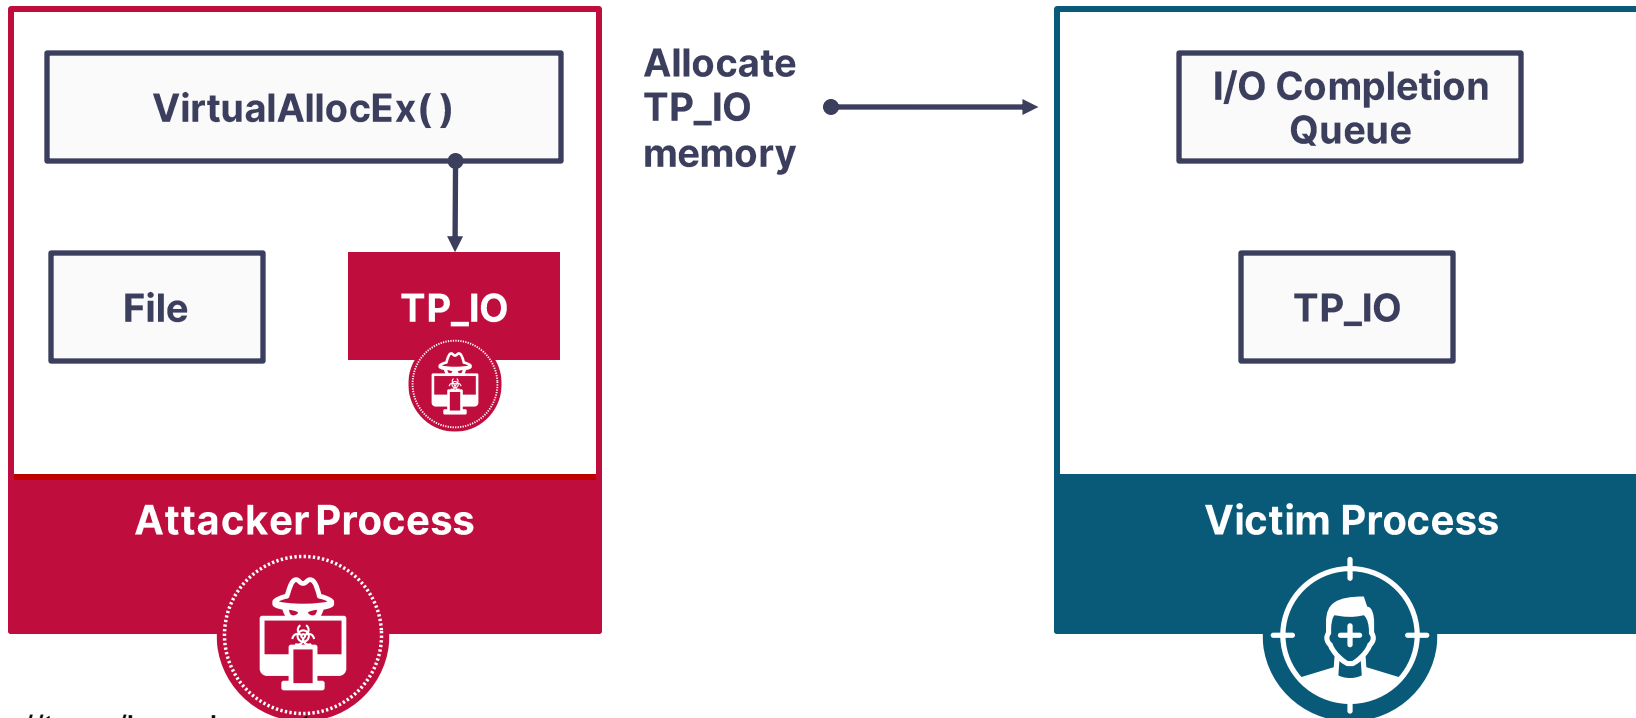 VirtualAllocEx()
File
TP_IO
Attacker Process
Allocate
TP_IO
memory
I/O Completion
Queue
TP_IO
Victim Process